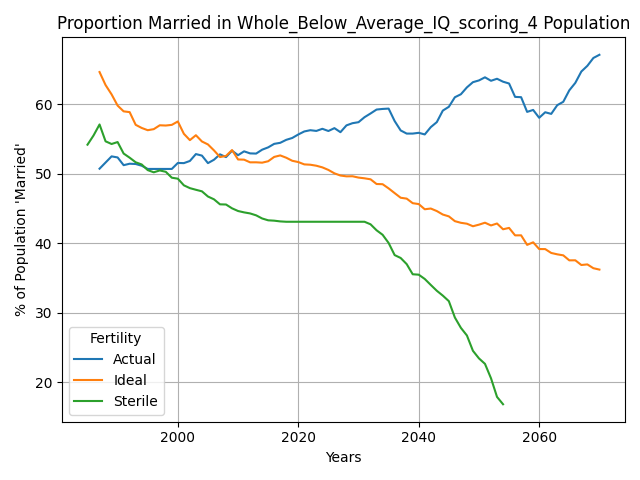 Proportion Married in Whole_Below_Average_IQ_scoring_4 Population
% of Population 'Married'
60
50
40
30
20
Fertility
Actual
Ideal
Sterile
2000
2020
2040
2060
Years